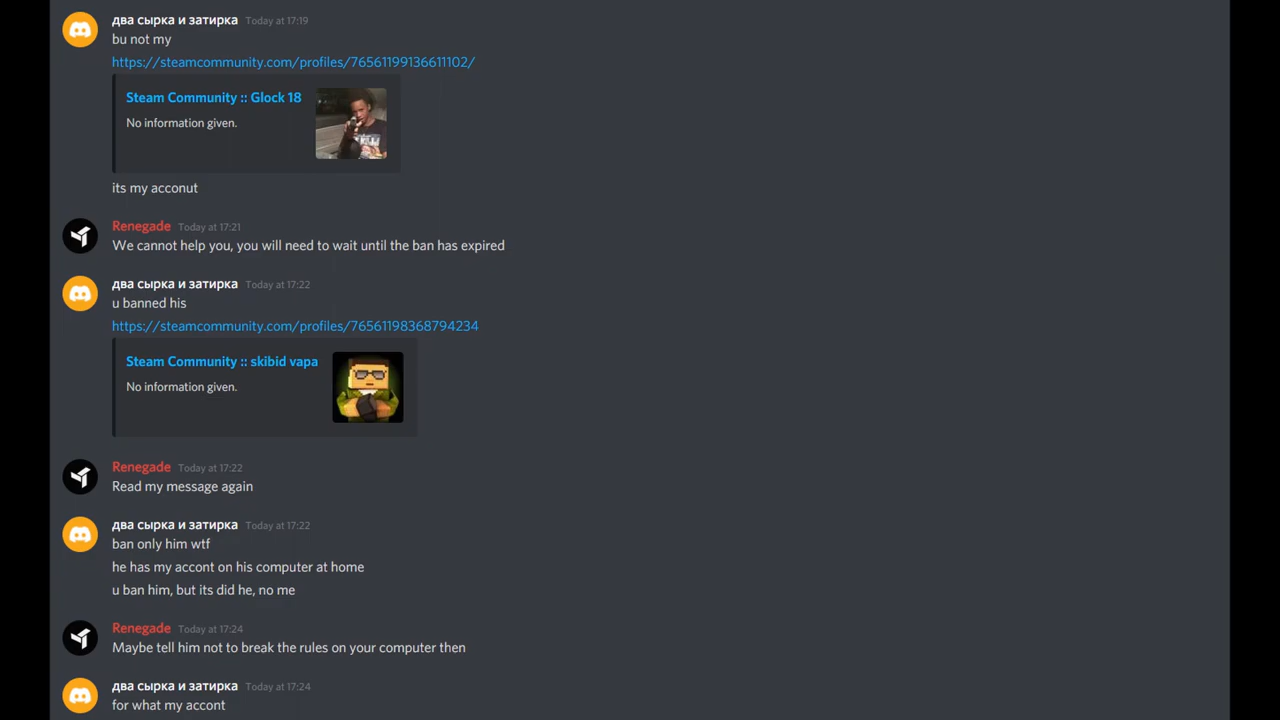 два сырка и затирка Today at 17:19
bu not my
https://steamcommunity.com/profiles/76561199136611102/
Steam Community :: Glock 18
No information given.
its my acconut
Renegade Today at 17:21
We cannot help you, you will need to wait until the ban has expired
два сырка и затирка Today at 17:22
u banned his
https://steamcommunity.com/profiles/76561198368794234
Steam Community :: skibid vapa
No information given.
Renegade Today at 17:22
Read my message again
два сырка и затирка Today at 17:22
ban only him wtf
he has my accont on his computer at home
u ban him, but its did he, no me
Renegade Today at 17:24
Maybe tell him not to break the rules on your computer then
два сырка и затирка Today at 17:24
for what my accont